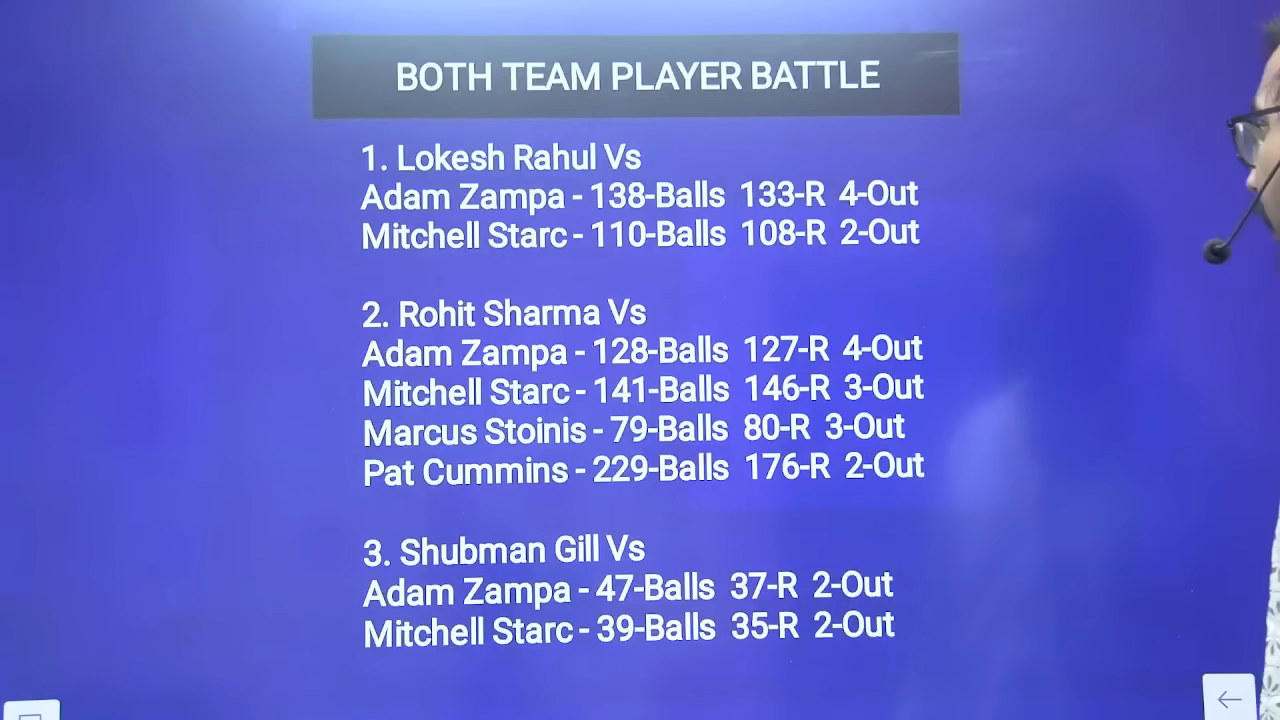 BOTH TEAM PLAYER BATTLE
1. Lokesh Rahul Vs
Adam Zampa - 138-Balls 133-R 4-Out
Mitchell Starc - 110-Balls 108-R 2-Out
2. Rohit Sharma Vs
Adam Zampa - 128-Balls 127-R 4-Out
Mitchell Starc - 141-Balls 146-R 3-Out
Marcus Stoinis - 79-Balls 80-R 3-Out
Pat Cummins - 229-Balls 176-R 2-Out
3. Shubman Gill Vs
Adam Zampa - 47-Balls 37-R 2-Out
Mitchell Starc - 39-Balls 35-R 2-Out